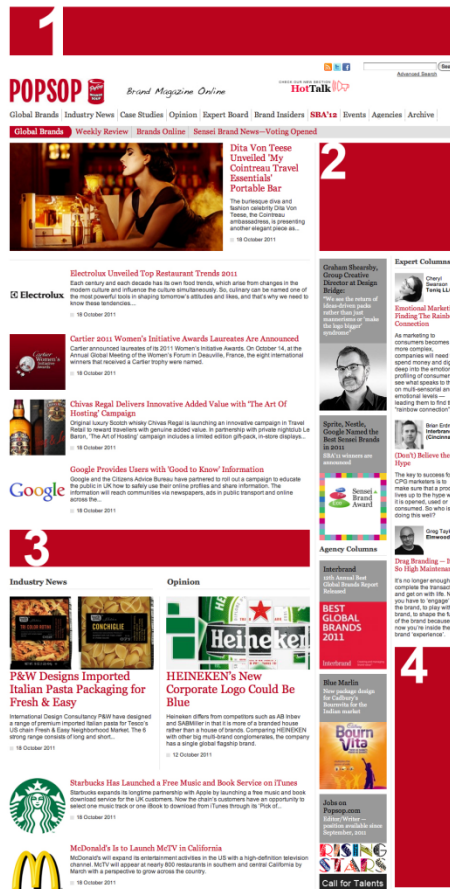 1
POPSOP
Brand Magazine Online
CHECK OUR NEW SECTION
HotTalk
Advanced Search
Global Brands Industry News Case Studies Opinion Expert Board Brand Insiders SBA'12 Events Agencies Archive
Global Brands Weekly Review Brands Online Sensei Brand News—Voting Opened
Dita Von Teese
Unveiled 'My
Cointreau Travel
Essentials'
Portable Bar
The burlesque diva and
fashion celebrity Dita Von
Teese, the Cointreau
ambassadress, is presenting
another elegant piece as...
18 October 2011
2
Electrolux
Electrolux Unveiled Top Restaurant Trends 2011
Each century and each decade has its own food trends, which arise from changes in the
modern culture and influence the culture simultaneously. So, culinary can be named one of
the most powerful tools in shaping tomorrow's attitudes and likes, and that's why we need to
know these tendencies...
18 October 2011
Cartier
Women's
Initiative
Awards
Cartier 2011 Women's Initiative Awards Laureates Are Announced
Cartier announced laureates of its 2011 Women's Initiative Awards. On October 14, at the
Annual Global Meeting of the Women's Forum in Deauville, France, the eight international
winners that received a Cartier trophy were named.
18 October 2011
Chivas Regal Delivers Innovative Added Value with 'The Art Of
Hosting' Campaign
Original luxury Scotch whisky Chivas Regal is launching an innovative campaign in Travel
Retail to reward travellers with genuine added value. In partnership with private nightclub Le
Baron, 'The Art of Hosting' campaign includes a limited edition gift-pack, in-store displays...
18 October 2011
Google
Google Provides Users with 'Good to Know' Information
Google and the Citizens Advice Bureau have partnered to roll out a campaign to educate
the public in UK how to safely use their online profiles and share information. The
information will reach communities via newspapers, ads in public transport and online
across the...
18 October 2011
3
Industry News
P&W Designs Imported
Italian Pasta Packaging for
Fresh & Easy
International Design Consultancy P&W have designed
a range of premium imported Italian pasta for Tesco's
US chain Fresh & Easy Neighborhood Market. The 6
strong range consists of long and short...
18 October 2011
Opinion
Heineken
HEINEKEN's New
Corporate Logo Could Be
Blue
Heineken differs from competitors such as AB Inbev
and SABMiller in that it is more of a branded house
rather than a house of brands. Comparing HEINEKEN
with other big multi-brand conglomerates, the company
has a single global flagship brand.
12 October 2011
Starbucks Has Launched a Free Music and Book Service on iTunes
Starbucks expands its longtime partnership with Apple by launching a free music and book
download service for the UK customers. Now the chain's customers have an opportunity to
select one music track or one iBook to download from iTunes through its 'Pick of...
18 October 2011
McDonald's Is to Launch McTV in California
McDonald's will expand its entertainment activities in the US with a high-definition television
channel. McTV will appear at nearly 800 restaurants in southern and central California by
March with a perspective to grow across the country.
18 October 2011
Graham Shearsby,
Group Creative
Director at Design
Bridge:
"We see the return of
ideas-driven packs
rather than just
mannerisms or 'make
the logo bigger'
syndrome"
Sprite, Nestle,
Google Named the
Best Sensei Brands
in 2011
SBA'12 winners are
announced
Sensei
Brand
Award
Agency Columns
Interbrand
12th Annual Best
Global Brands Report
Released
BEST
GLOBAL
BRANDS
2011
Interbrand
Blue Marlin
New package design
for Cadbury's
Bournvita for the
Indian market
Bourn
Vita
Jobs on
Popsop.com
Editor/Writer —
position available since
September, 2011
RISING
STARS
Call for Talents
Expert Columns
Cheryl
Swanson
Emotional Marketi
Finding The Rainb
Connection
As marketing to
consumers becomes
more complex,
companies will need
spend money and di
deep into the emotion
profiling of consumer
see what speaks to th
on multi-sensorial an
emotional levels —
leading them to find t
"rainbow connection"
Interbran
(Cincinna
(Don't) Believe the
Hype
The key to success fo
CPG marketers is to
make sure that a prod
lives up to the hype w
it is opened, used or
consumed. So who is
doing this well?
Greg Tayl
Elmwood
Drag Branding — I
So High Maintenan
It's no longer enough
complete the transacti
and get on with life. N
you have to 'engage'
the brand, to play with
brand, to shape the fu
of the brand because
now you're inside the
brand 'experience'.
4